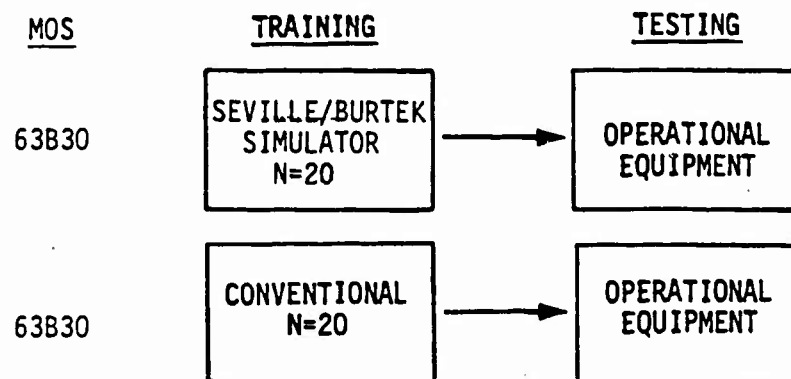 MOS TRAINING TESTING
63B30
SEVILLE/BURTEK
SIMULATOR
N=20
OPERATIONAL
EQUIPMENT
63B30
CONVENTIONAL
N=20
OPERATIONAL
EQUIPMENT